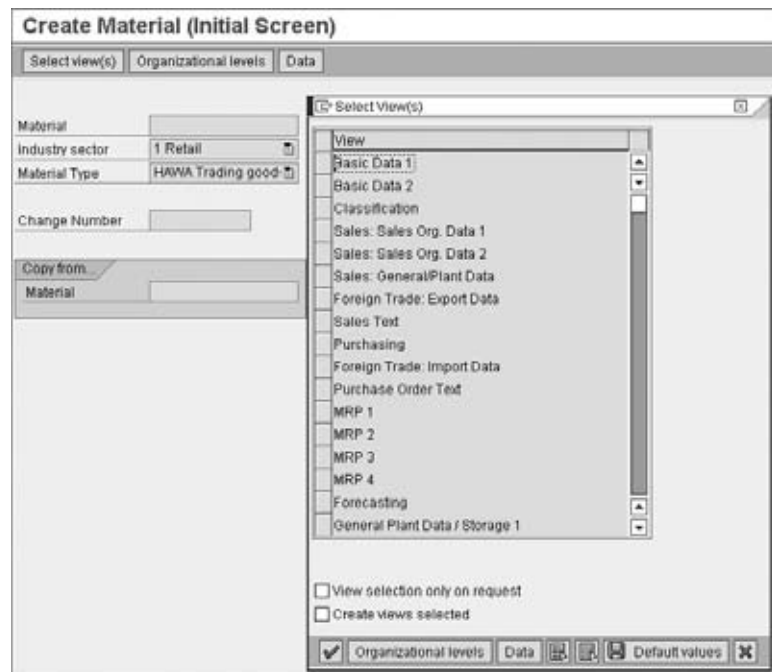 Create Material (Initial Screen)
Select view(s) Organizational levels Data
Material
Industry sector 1 Retail
Material Type HAWA Trading good
Change Number
Copy from...
Material
Select View(s)
View
Basic Data 1
Basic Data 2
Classification
Sales: Sales Org. Data 1
Sales: Sales Org. Data 2
Sales: General/Plant Data
Foreign Trade: Export Data
Sales Text
Purchasing
Foreign Trade: Import Data
Purchase Order Text
MRP 1
MRP 2
MRP 3
MRP 4
Forecasting
General Plant Data / Storage 1
View selection only on request
Create views selected
Organizational levels Data Default values